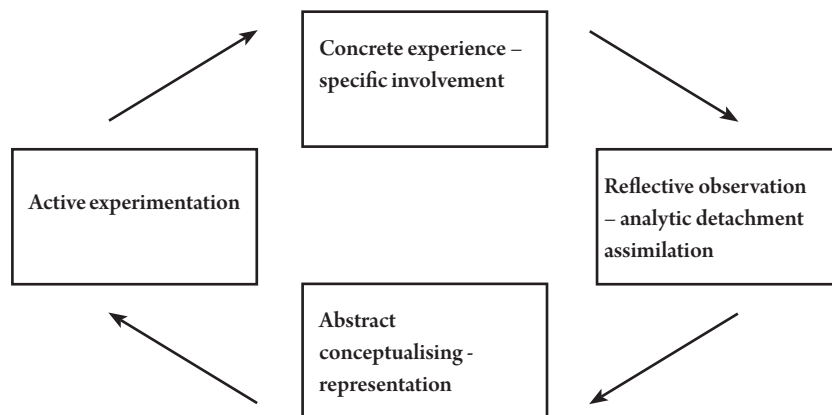 Concrete experience –
specific involvement
Active experimentation
Reflective observation
– analytic detachment
assimilation
Abstract
conceptualising -
representation